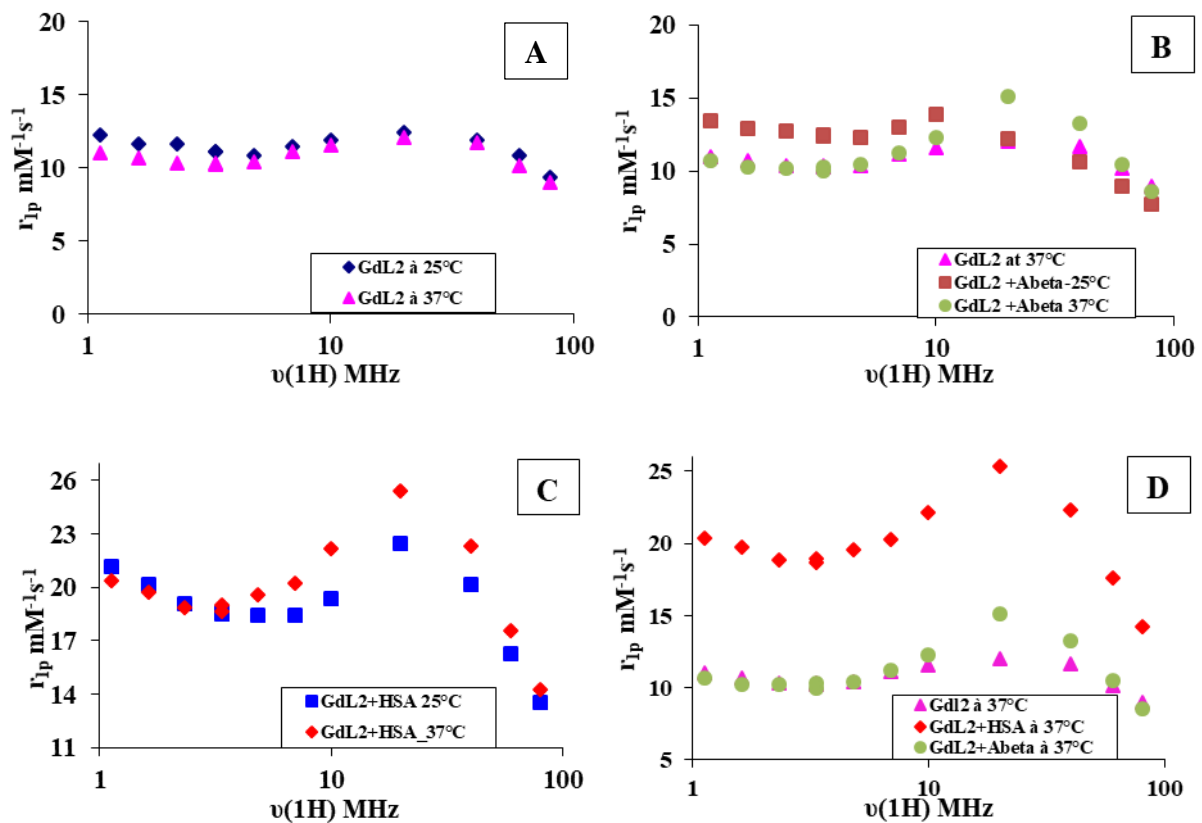 20
15
10
5
0
r1p mM-1s-1
A
GdL2 à 25°C
GdL2 à 37°C
1
10
100
υ(1H) MHz
20
15
10
5
0
r1p mM-1s-1
B
GdL2 at 37°C
GdL2 +Abeta-25°C
GdL2 +Abeta 37°C
1
10
100
υ(1H) MHz
26
23
20
17
14
11
r1p mM-1s-1
C
GdL2+HSA 25°C
GdL2+HSA_37°C
1
10
100
υ(1H) MHz
25
20
15
10
5
r1p mM-1s-1
D
Gdl2 à 37°C
GdL2+HSA à 37°C
GdL2+Abeta à 37°C
1
10
100
υ(1H) MHz